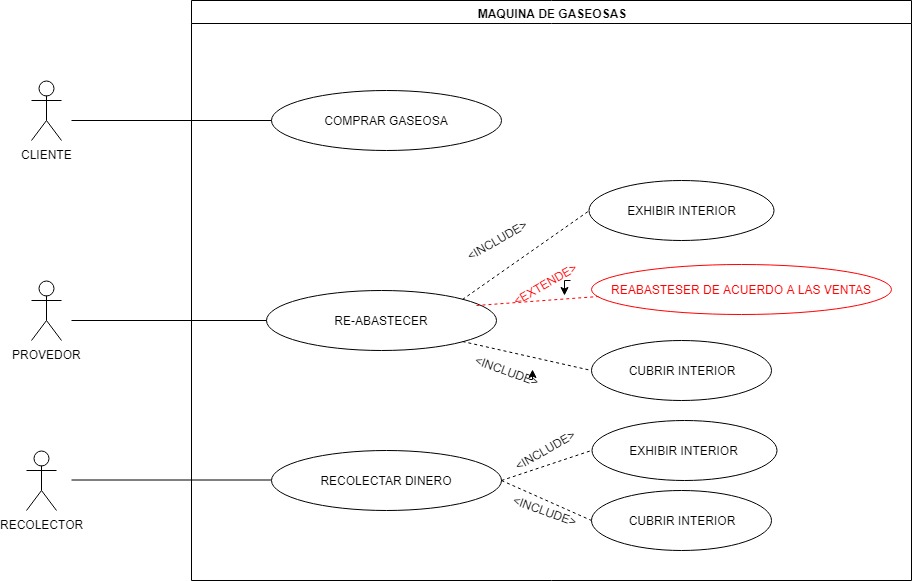 MAQUINA DE GASEOSAS
COMPRAR GASEOSA
CLIENTE
EXHIBIR INTERIOR
<INCLUDE>
<EXTENDE>
REABASTESER DE ACUERDO A LAS VENTAS
RE-ABASTECER
PROVEDOR
<INCLUDE>
CUBRIR INTERIOR
<INCLUDE>
EXHIBIR INTERIOR
RECOLECTAR DINERO
<INCLUDE>
CUBRIR INTERIOR
RECOLECTOR